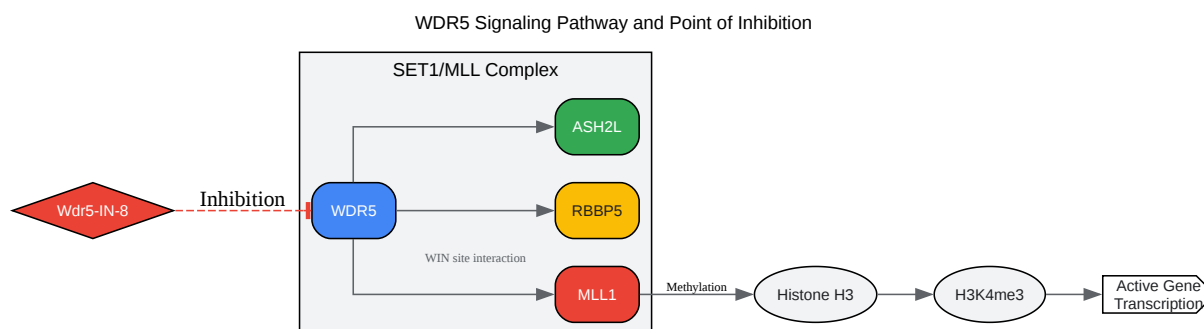 WDR5 Signaling Pathway and Point of Inhibition
SET1/MLL Complex
ASH2L
Wdr5-IN-8
Inhibition
WDR5
RBBP5
WIN site interaction
MLL1
Methylation
Histone H3
H3K4me3
Active Gene
Transcription